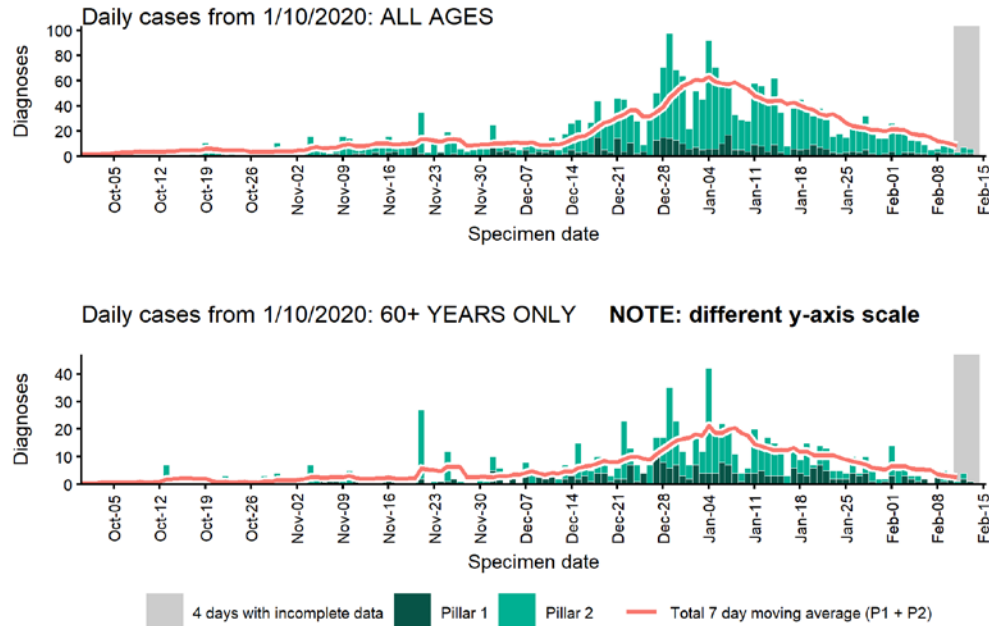 Daily cases from 1/10/2020: ALL AGES
100
80
60
40
20
0
Diagnoses
Oct-05
Oct-12
Oct-19
Oct-26
Nov-02
Nov-09
Nov-16
Nov-23
Nov-30
Dec-07
Dec-14
Dec-21
Dec-28
Jan-04
Jan-11
Jan-18
Jan-25
Feb-01
Feb-08
Feb-15
Specimen date
Daily cases from 1/10/2020: 60+ YEARS ONLY NOTE: different y-axis scale
40
30
20
10
0
Diagnoses
Oct-05
Oct-12
Oct-19
Oct-26
Nov-02
Nov-09
Nov-16
Nov-23
Nov-30
Dec-07
Dec-14
Dec-21
Dec-28
Jan-04
Jan-11
Jan-18
Jan-25
Feb-01
Feb-08
Feb-15
Specimen date
4 days with incomplete data Pillar 1 Pillar 2 Total 7 day moving average (P1 + P2)